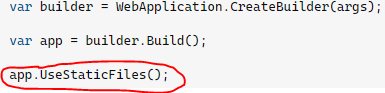 var builder = WebApplication.CreateBuilder(args);
var app = builder.Build();
app.UseStaticFiles();